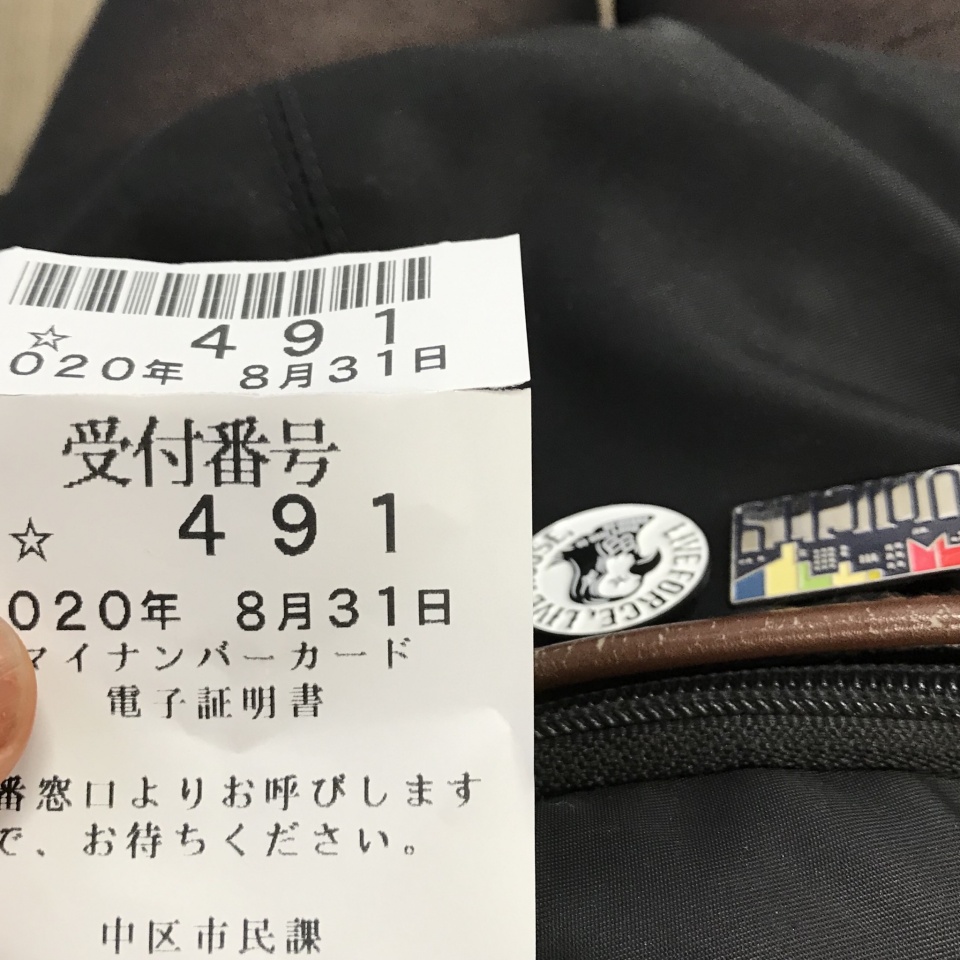 ☆ 491
020年 8月31日
受付番号
☆ 491
020年 8月31日
マイナンバーカード
電子証明書
番窓口よりお呼びします
で、お待ちください。
中区市民課
LIVEFORCE, LIVE